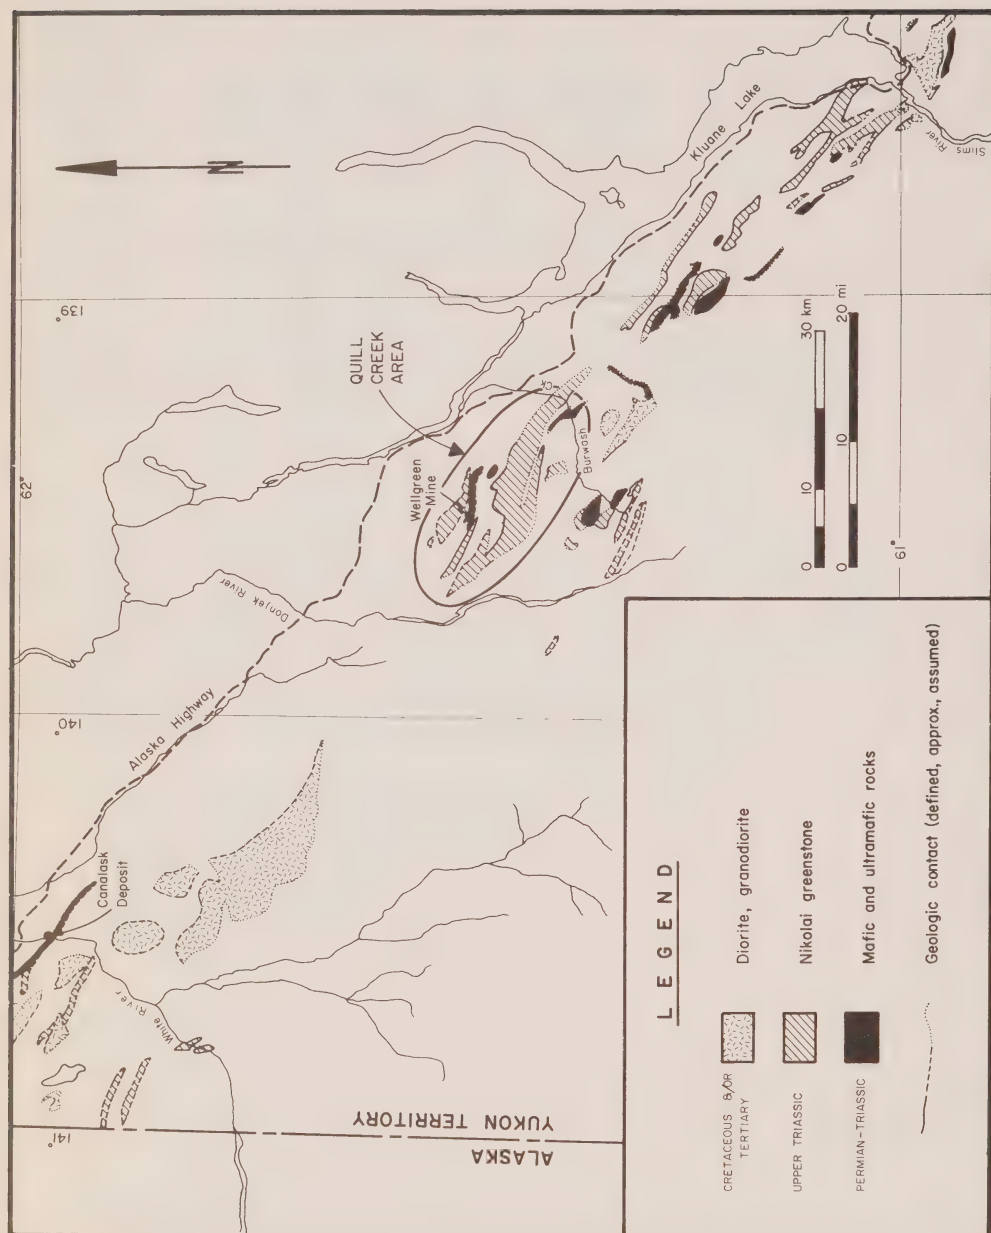 62°
139°
140°
141°
61°
N
Kluane Lake
Slims
River
QUILL
CREEK
AREA
Wellgreen
Mine
Burwash
Ck
Donjek River
Alaska Highway
Canalask
Deposit
White River
YUKON TERRITORY
ALASKA
0 10 30 km
0 10 20 mi
LEGEND
CRETACEOUS &/OR
TERTIARY
Diorite, granodiorite
UPPER TRIASSIC
Nikolai greenstone
PERMIAN-TRIASSIC
Mafic and ultramafic rocks
Geologic contact (defined, approx., assumed)